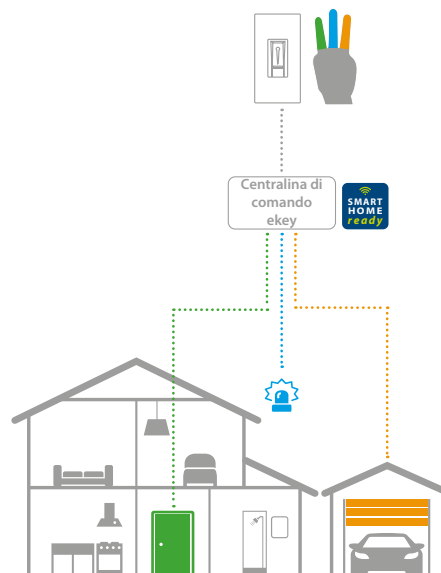 Centralina di
comando
ekey
SMART
HOME
ready